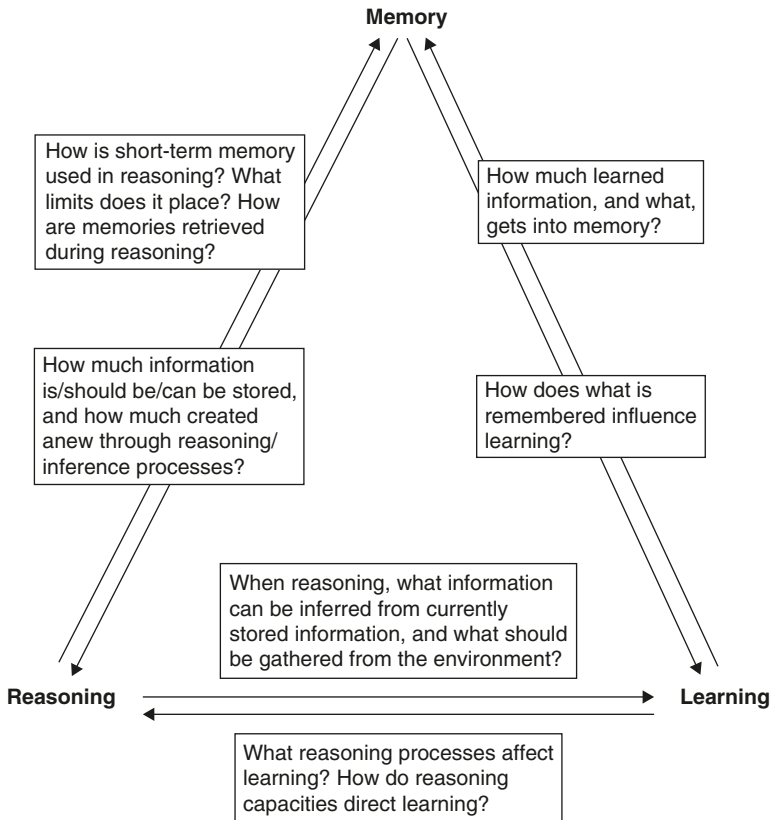 Memory
How is short-term memory
used in reasoning? What
limits does it place? How
are memories retrieved
during reasoning?
How much learned
information, and what,
gets into memory?
How much information
is/should be/can be stored,
and how much created
anew through reasoning/
inference processes?
How does what is
remembered influence
learning?
When reasoning, what information
can be inferred from currently
stored information, and what should
be gathered from the environment?
Reasoning
Learning
What reasoning processes affect
learning? How do reasoning
capacities direct learning?